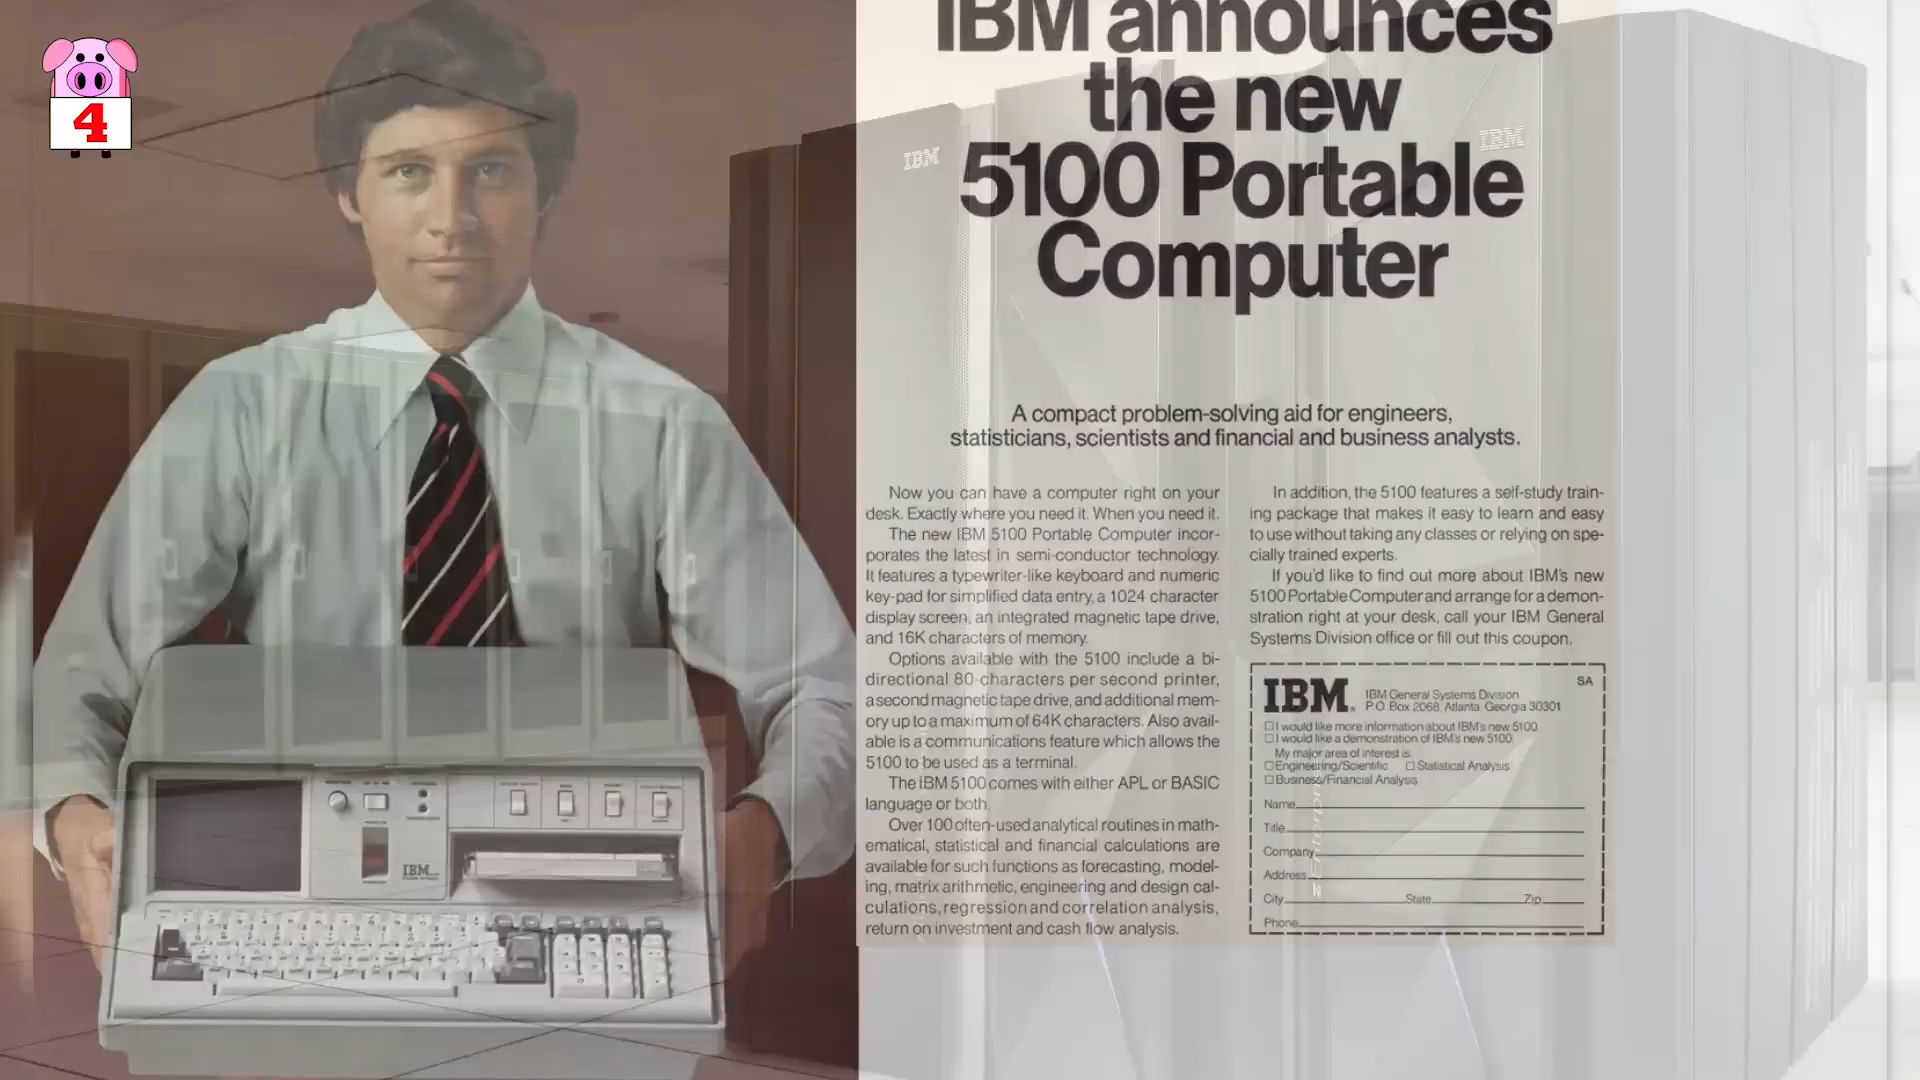 4
IBM announces
the new
5100 Portable
Computer
IBM
IBM
A compact problem-solving aid for engineers,
statisticians, scientists and financial and business analysts.
Now you can have a computer right on your
desk. Exactly where you need it. When you need it.
The new IBM 5100 Portable Computer incor-
porates the latest in semi-conductor technology.
It features a typewriter-like keyboard and numeric
key-pad for simplified data entry, a 1024 character
display screen, an integrated magnetic tape drive,
and 16K characters of memory.
Options available with the 5100 include a bi-
directional 80-characters per second printer,
a second magnetic tape drive, and additional mem-
ory up to a maximum of 64K characters. Also avail-
able is a communications feature which allows the
5100 to be used as a terminal.
The IBM 5100 comes with either APL or BASIC
language or both.
Over 100 often-used analytical routines in math-
ematical, statistical and financial calculations are
available for such functions as forecasting, model-
ing, matrix arithmetic, engineering and design cal-
culations, regression and correlation analysis,
return on investment and cash flow analysis.
In addition, the 5100 features a self-study train-
ing package that makes it easy to learn and easy
to use without taking any classes or relying on spe-
cially trained experts.
If you'd like to find out more about IBM's new
5100 Portable Computer and arrange for a demon-
stration right at your desk, call your IBM General
Systems Division office or fill out this coupon.
SA
IBM. IBM General Systems Division
P.O. Box 2068, Atlanta, Georgia 30301
I would like more information about IBM's new 5100
I would like a demonstration of IBM's new 5100
My major area of interest is:
Engineering/Scientific Statistical Analysis
Business/Financial Analysis
Name
Title
Company
Address
City State Zip
Phone
IBM